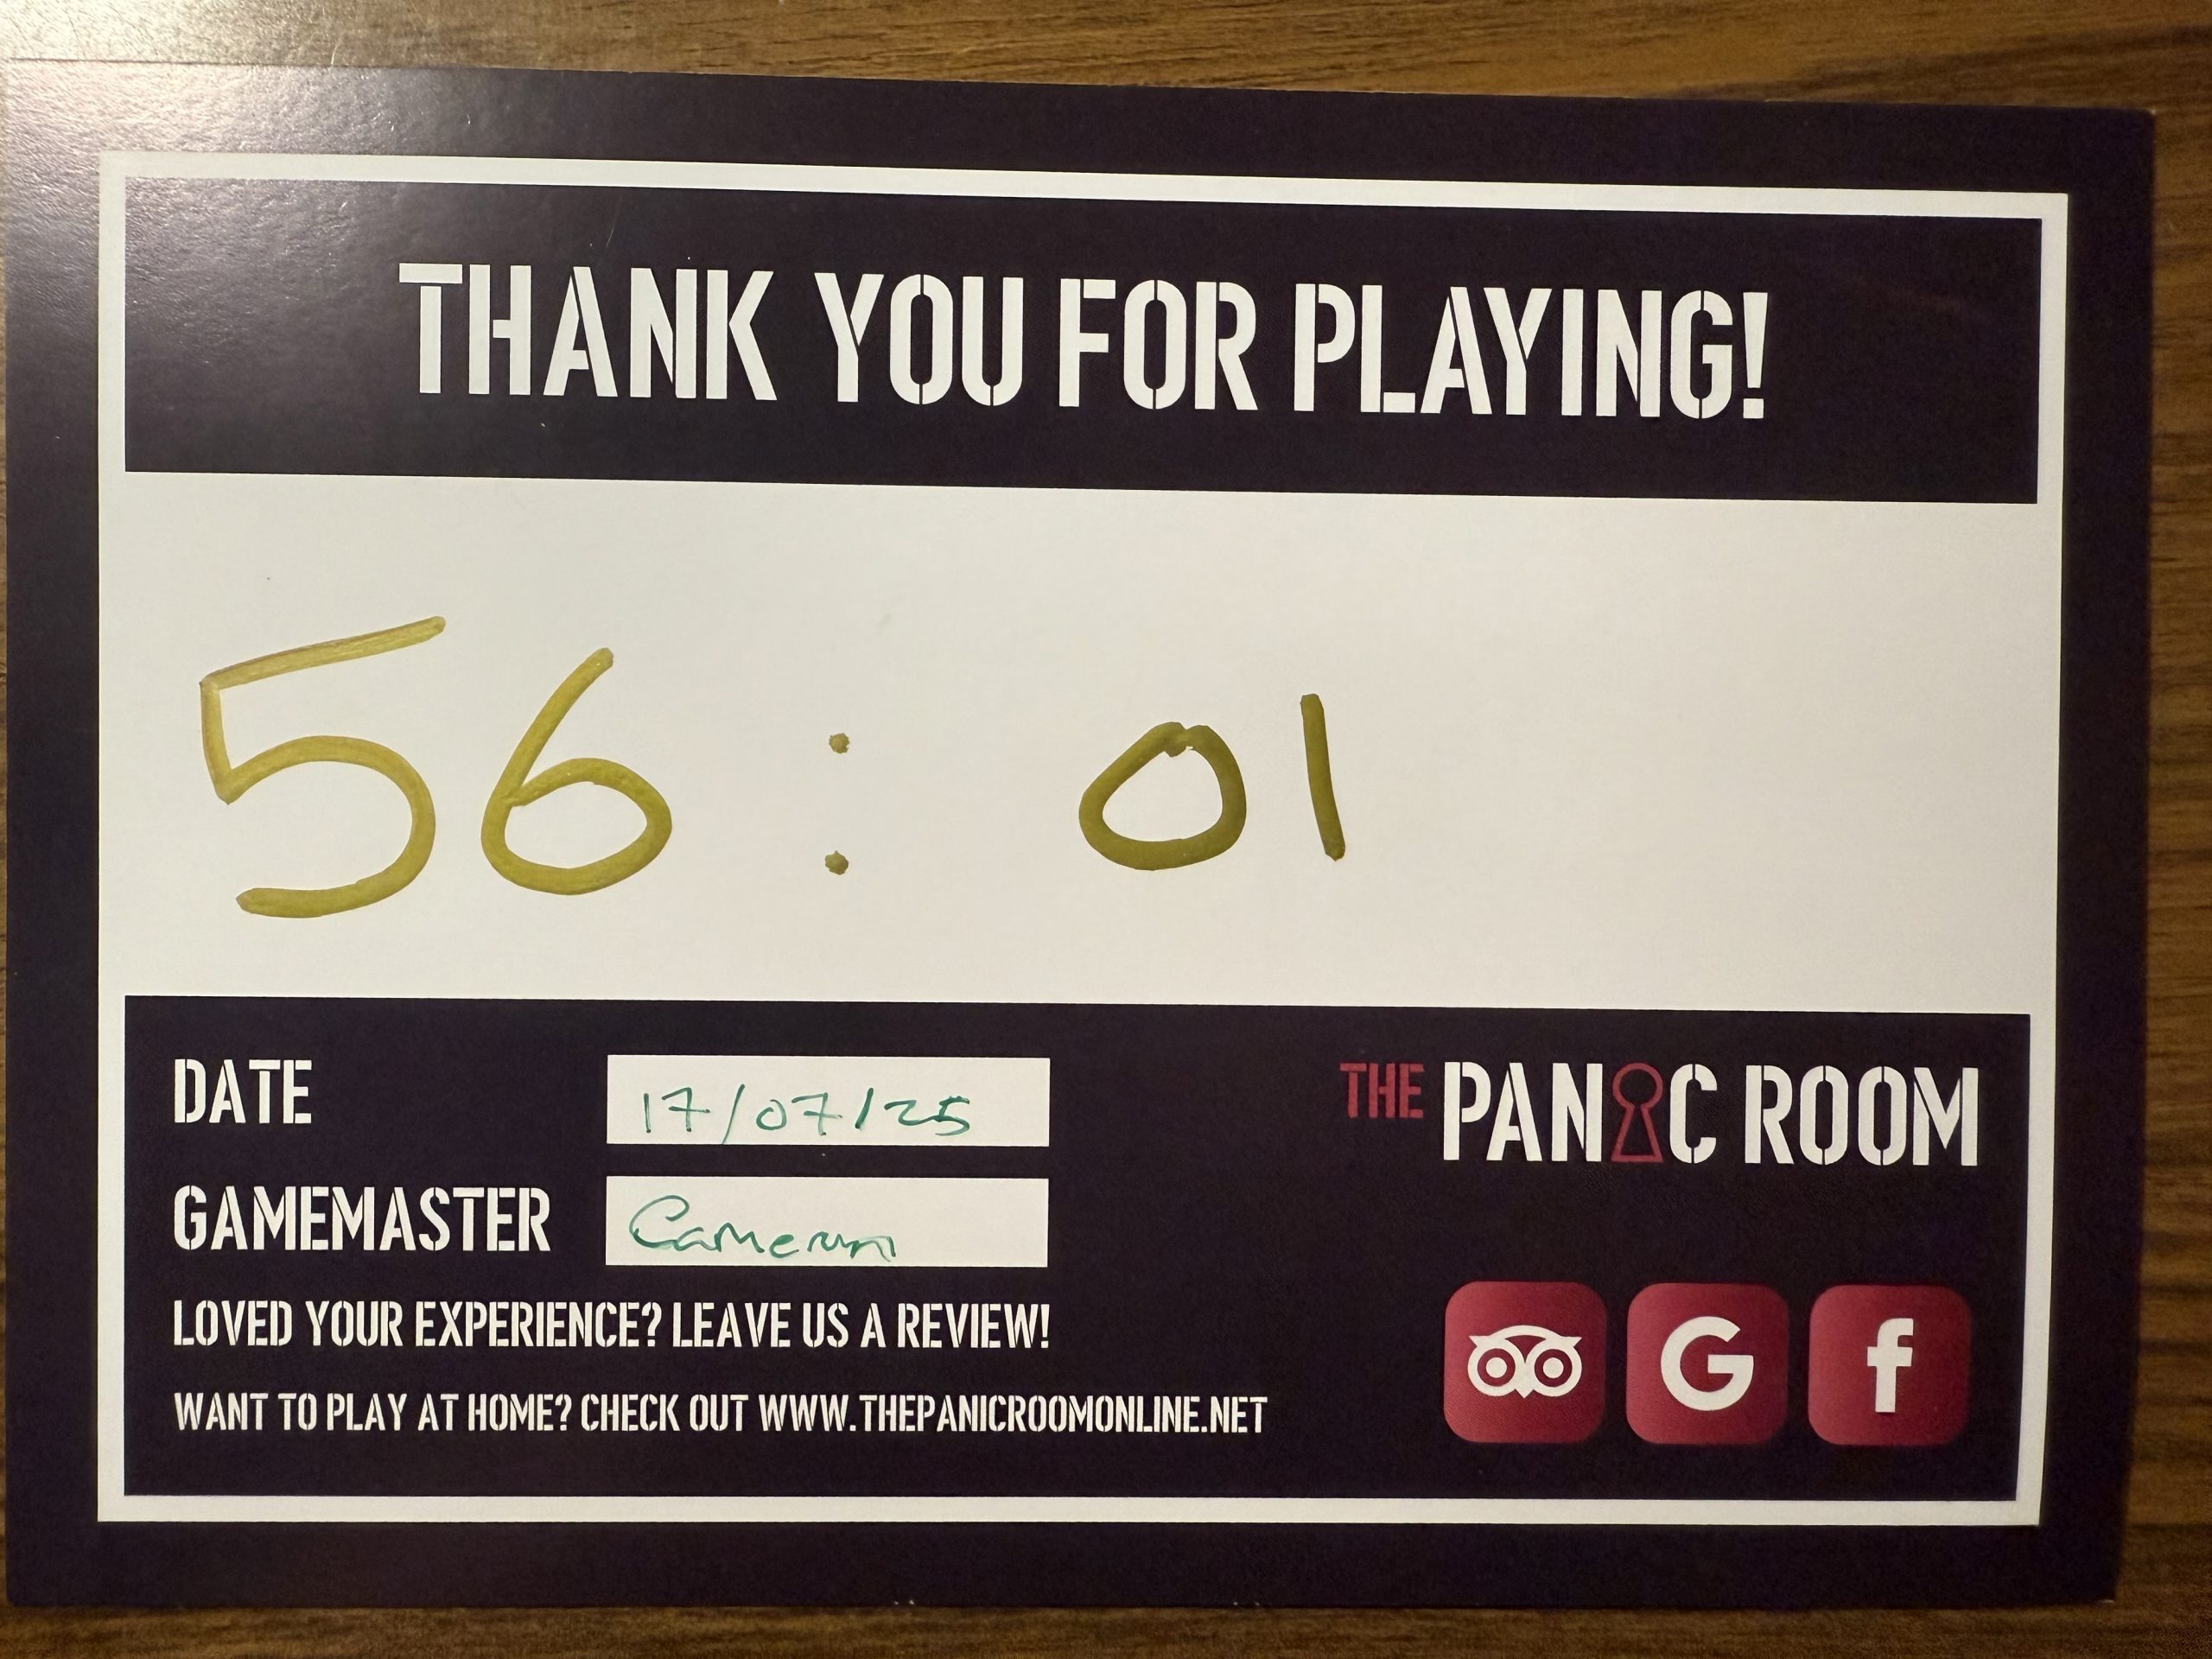 THANK YOU FOR PLAYING!
56 : 01
DATE 17/07/25
GAMEMASTER Cameron
LOVED YOUR EXPERIENCE? LEAVE US A REVIEW!
WANT TO PLAY AT HOME? CHECK OUT WWW.THEPANICROOMONLINE.NET
THE PANIC ROOM
G f